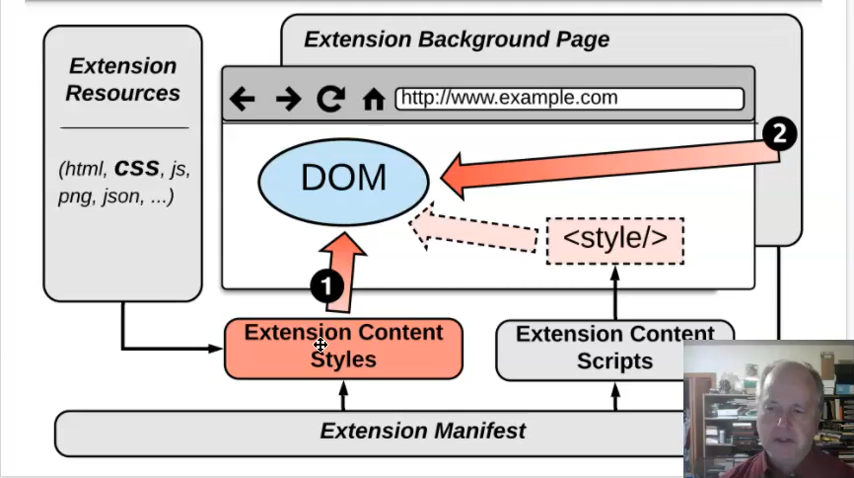 Extension Background Page
Extension
Resources
(html, CSS, js,
png, json, ...)
http://www.example.com
2
DOM
<style/>
1
Extension Content
Styles
Extension Content
Scripts
Extension Manifest